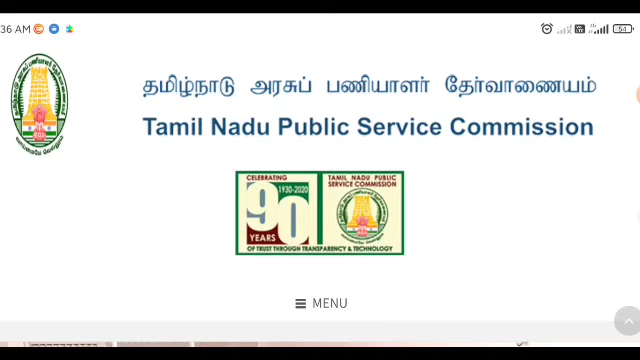 36 AM
54
தமிழ்நாடு அரசுப் பணியாளர் தேர்வாணையம்
Tamil Nadu Public Service Commission
CELEBRATING
90
1930-2020
YEARS
TAMIL NADU PUBLIC
SERVICE COMMISSION
OF TRUST THROUGH TRANSPARENCY & TECHNOLOGY
MENU